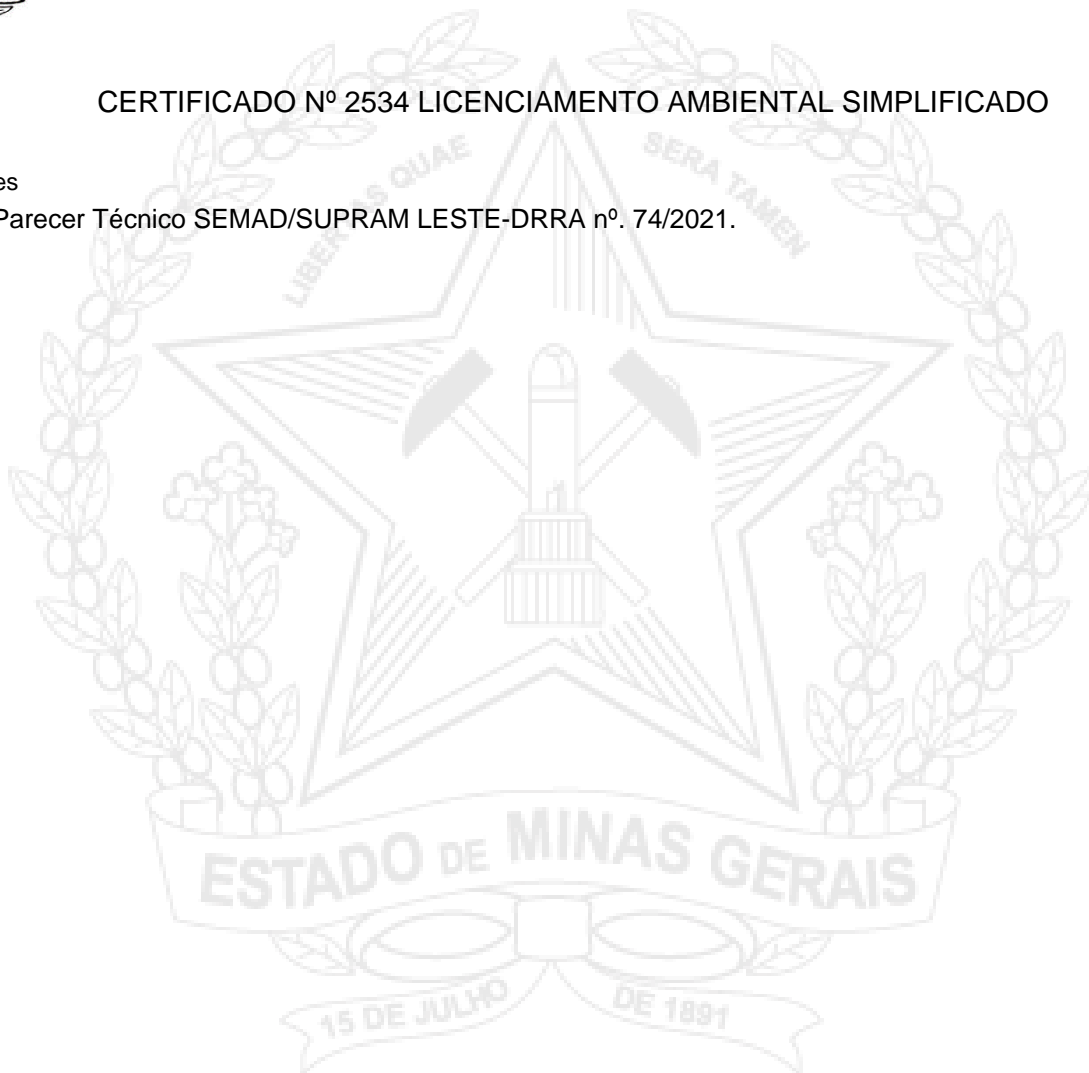 CERTIFICADO Nº 2534 LICENCIAMENTO AMBIENTAL SIMPLIFICADO
es
Parecer Técnico SEMAD/SUPRAM LESTE-DRRA nº. 74/2021.
LIBERTAS QUAE SERA TAMEN
ESTADO DE MINAS GERAIS
15 DE JULHO DE 1891